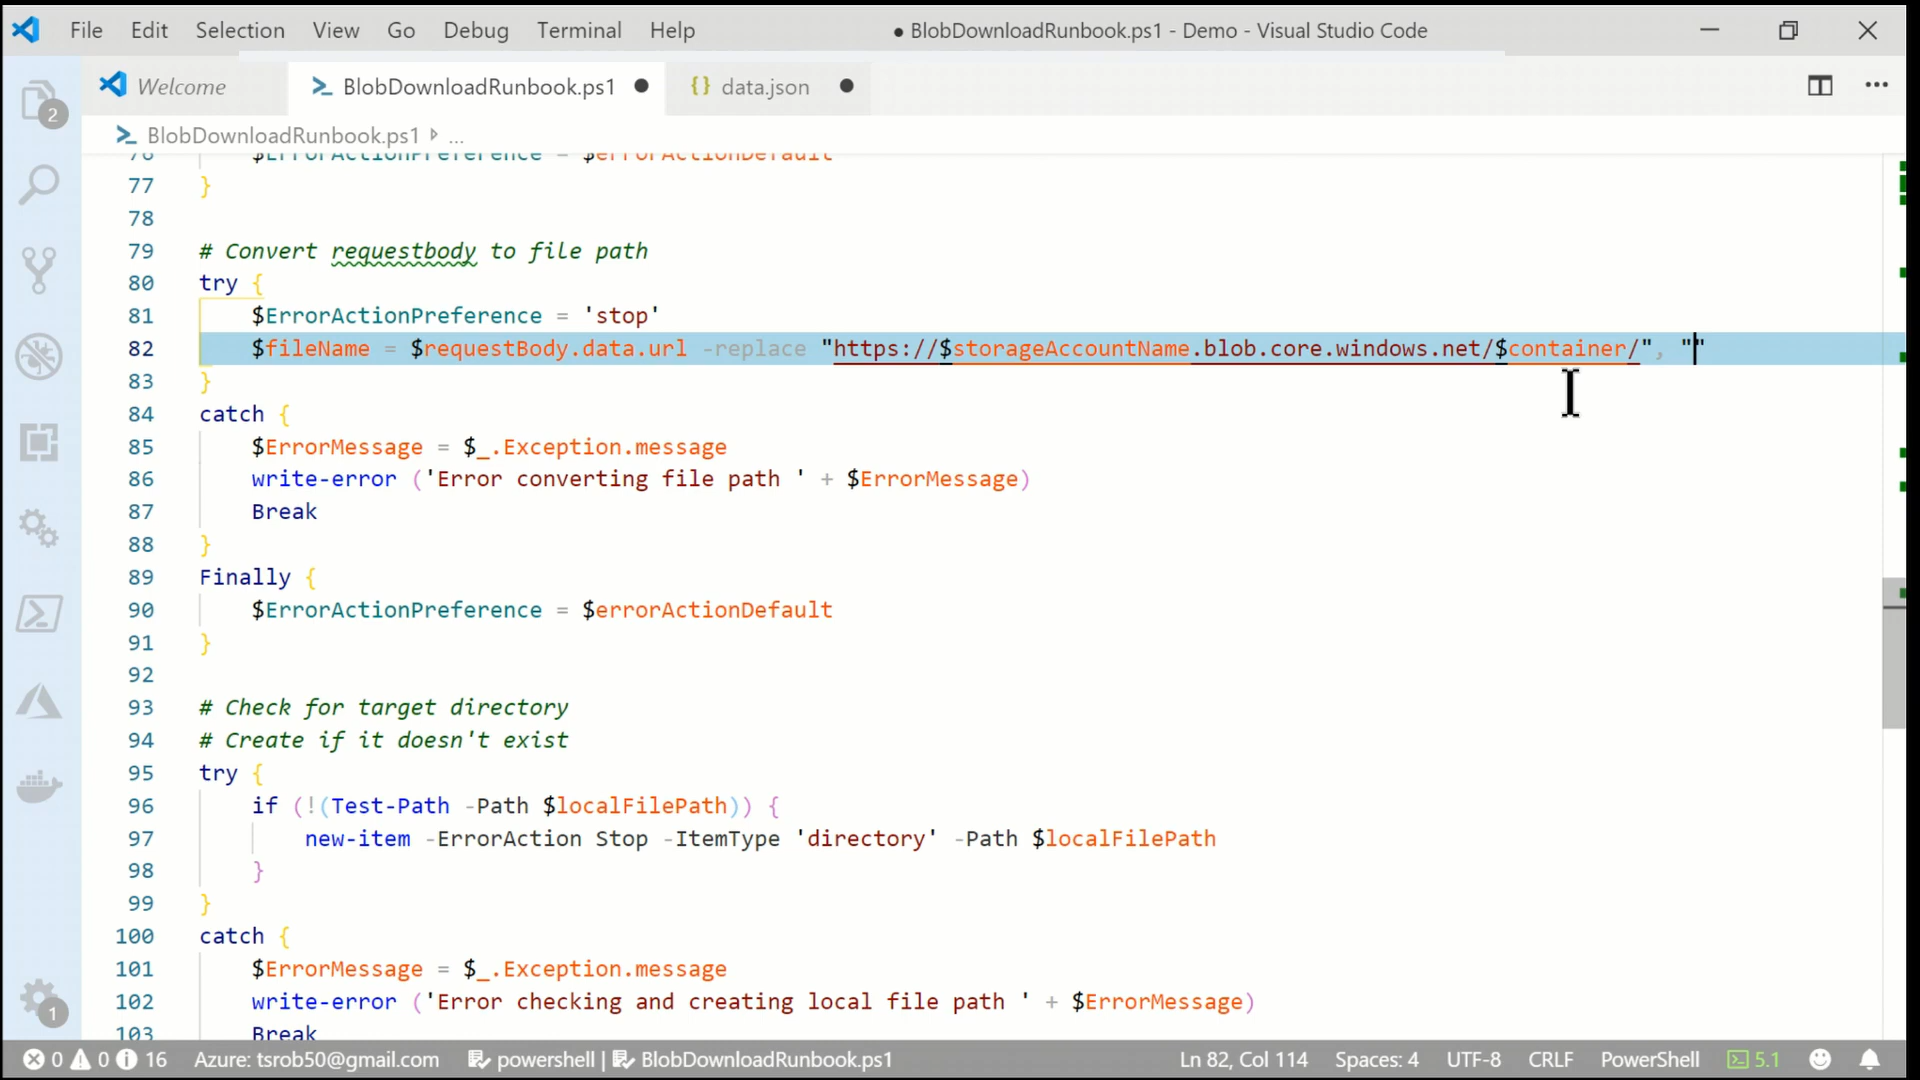 File Edit Selection View Go Debug Terminal Help
● BlobDownloadRunbook.ps1 - Demo - Visual Studio Code
Welcome
BlobDownloadRunbook.ps1
{} data.json
BlobDownloadRunbook.ps1 ...
2
76 $ErrorActionPreference = $errorActionDefault
77 }
78
79 # Convert requestbody to file path
80 try {
81 $ErrorActionPreference = 'stop'
82 $fileName = $requestBody.data.url -replace "https://$storageAccountName.blob.core.windows.net/$container/", ""
83 }
84 catch {
85 $ErrorMessage = $_.Exception.message
86 write-error ('Error converting file path ' + $ErrorMessage)
87 Break
88 }
89 Finally {
90 $ErrorActionPreference = $errorActionDefault
91 }
92
93 # Check for target directory
94 # Create if it doesn't exist
95 try {
96 if (!(Test-Path -Path $localFilePath)) {
97 new-item -ErrorAction Stop -ItemType 'directory' -Path $localFilePath
98 }
99 }
100 catch {
101 $ErrorMessage = $_.Exception.message
102 write-error ('Error checking and creating local file path ' + $ErrorMessage)
103 Break
1
0 0 16 Azure: tsrob50@gmail.com powershell | BlobDownloadRunbook.ps1 Ln 82, Col 114 Spaces: 4 UTF-8 CRLF PowerShell 5.1